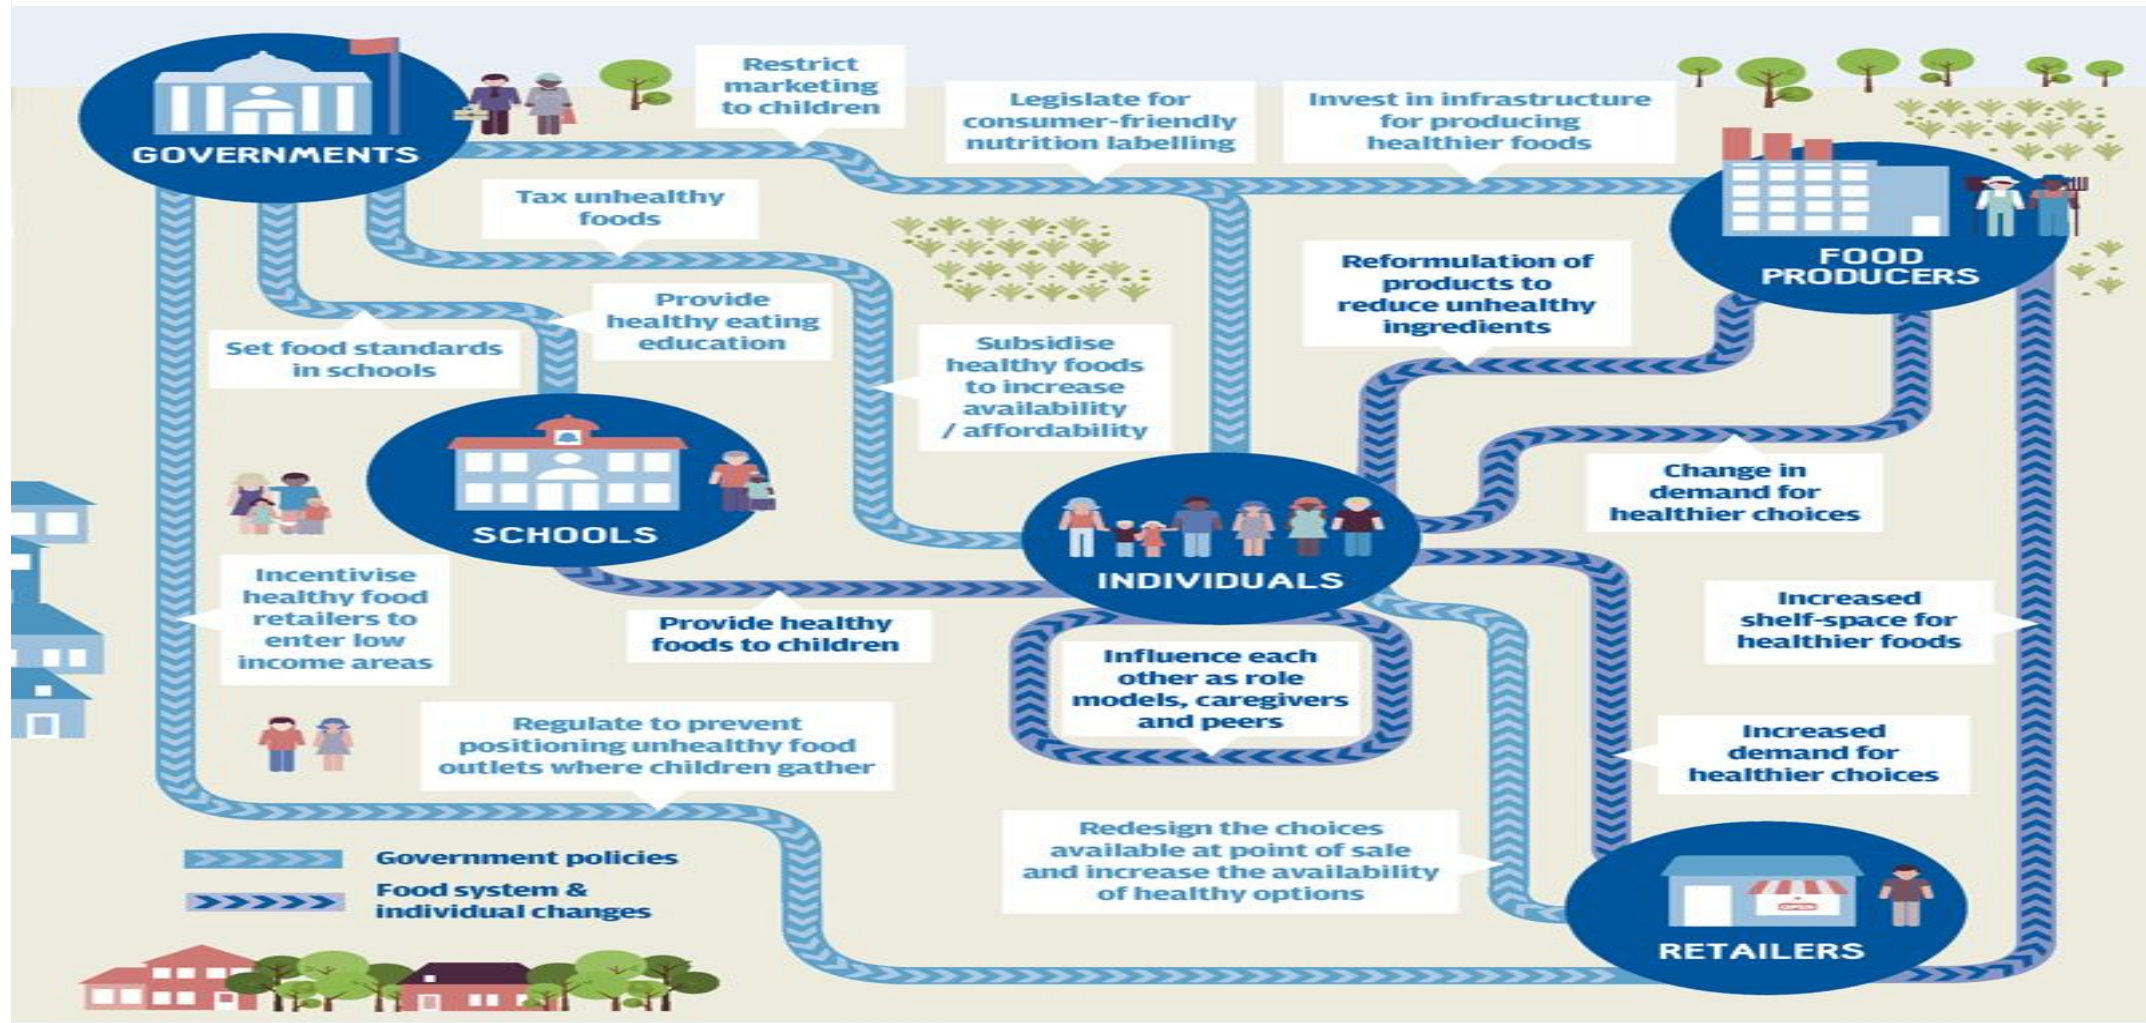 GOVERNMENTS
Restrict
marketing
to children
Legislate for
consumer-friendly
nutrition labelling
Invest in infrastructure
for producing
healthier foods
FOOD
PRODUCERS
Tax unhealthy
foods
Provide
healthy eating
education
Set food standards
in schools
Subsidise
healthy foods
to increase
availability
/ affordability
Reformulation of
products to
reduce unhealthy
ingredients
Change in
demand for
healthier choices
SCHOOLS
INDIVIDUALS
Incentivise
healthy food
retailers to
enter low
income areas
Provide healthy
foods to children
Influence each
other as role
models, caregivers
and peers
Increased
shelf-space for
healthier foods
Increased
demand for
healthier choices
Regulate to prevent
positioning unhealthy food
outlets where children gather
Redesign the choices
available at point of sale
and increase the availability
of healthy options
Government policies
Food system &
individual changes
OPEN
RETAILERS